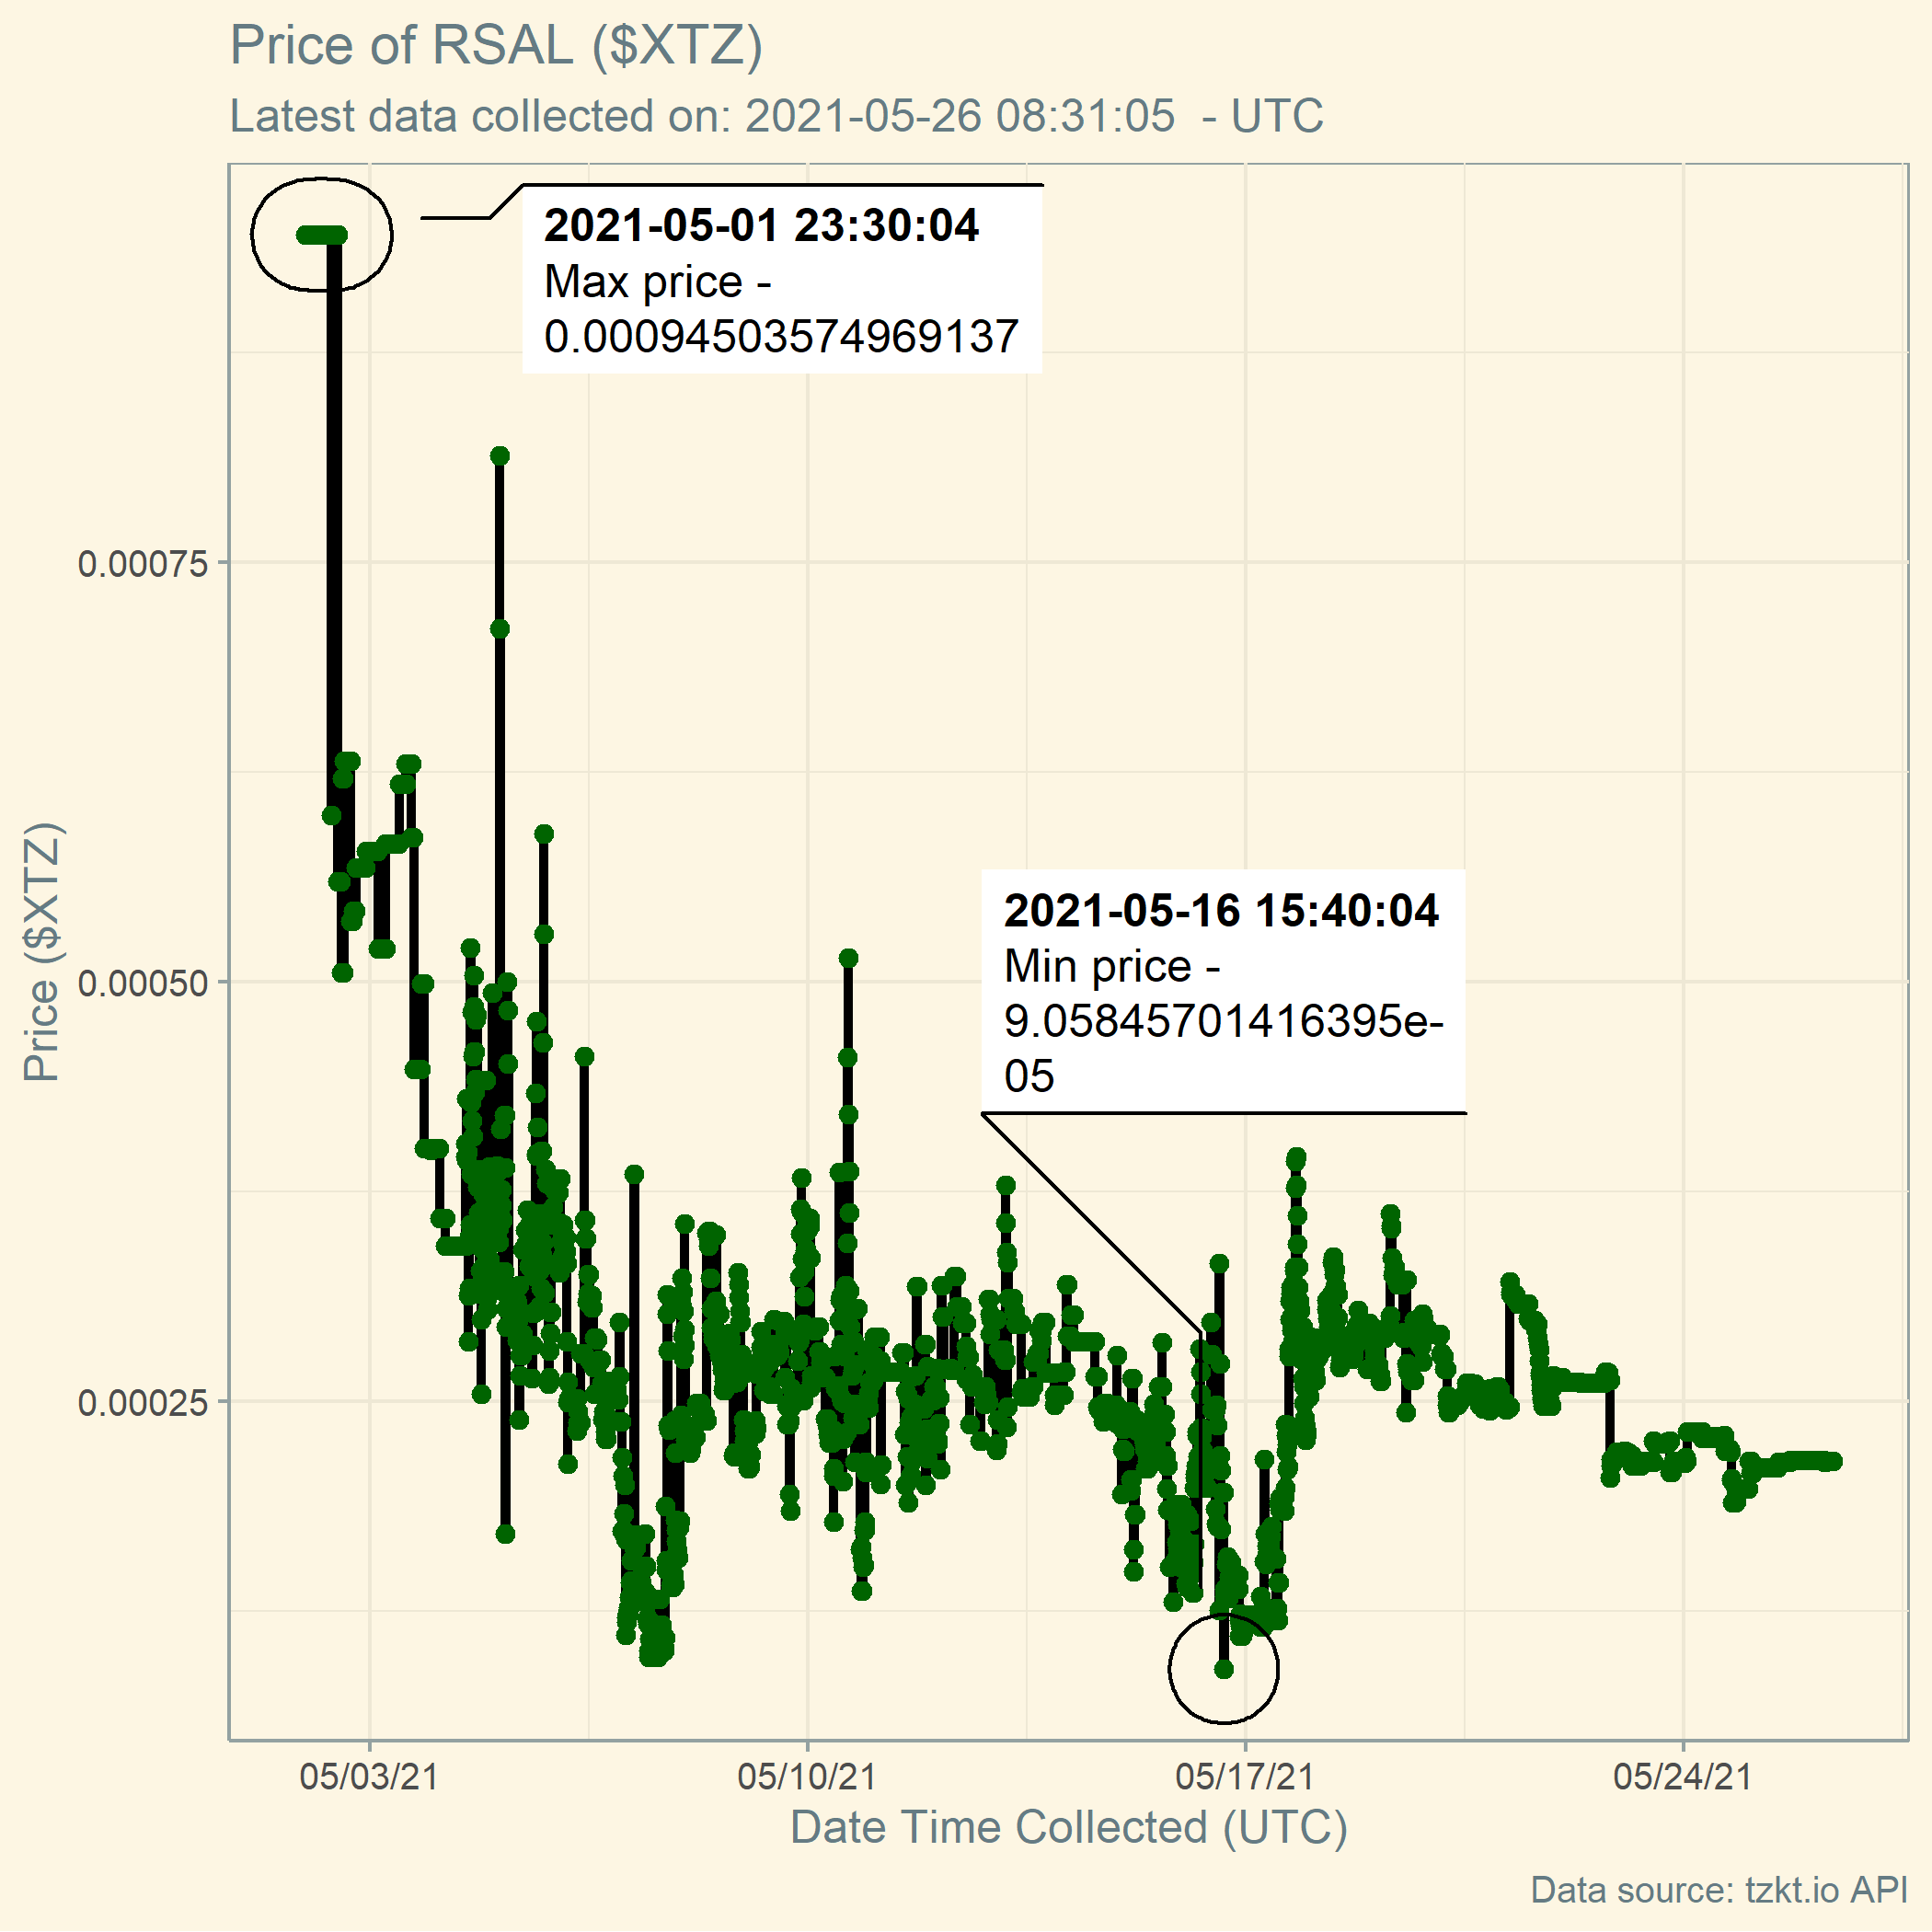 Price of RSAL ($XTZ)
Latest data collected on: 2021-05-26 08:31:05  - UTC
2021-05-01 23:30:04
Max price -
0.00094503574969137
0.00075
2021-05-16 15:40:04
Min price -
9.05845701416395e-
05
Price ($XTZ)
0.00050
0.00025
05/03/21
05/10/21
05/17/21
05/24/21
Date Time Collected (UTC)
Data source: tzkt.io API